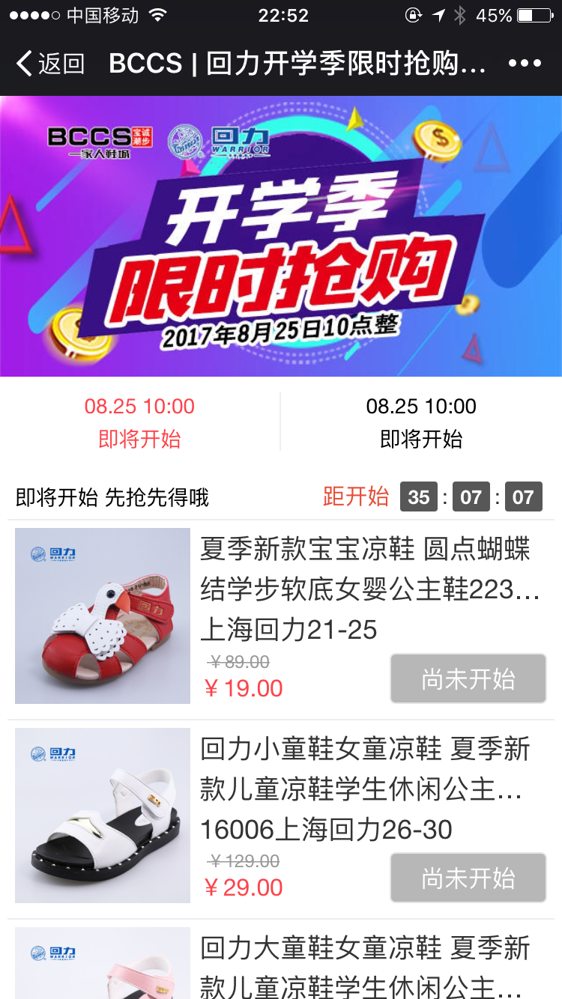 中国移动
22:52
45%
返回
BCCS | 回力开学季限时抢购...
BCCS 宝诚潮步
一家人鞋城
回力
WARRIOR
开学季
限时抢购
2017年8月25日10点整
08.25 10:00
即将开始
08.25 10:00
即将开始
即将开始 先抢先得哦
距开始 35 : 07 : 07
回力
WARRIOR
夏季新款宝宝凉鞋 圆点蝴蝶
结学步软底女婴公主鞋223...
上海回力21-25
￥89.00
￥19.00
尚未开始
回力
WARRIOR
回力小童鞋女童凉鞋 夏季新
款儿童凉鞋学生休闲公主...
16006上海回力26-30
￥129.00
￥29.00
尚未开始
回力
WARRIOR
回力大童鞋女童凉鞋 夏季新
款儿童凉鞋学生休闲公主...